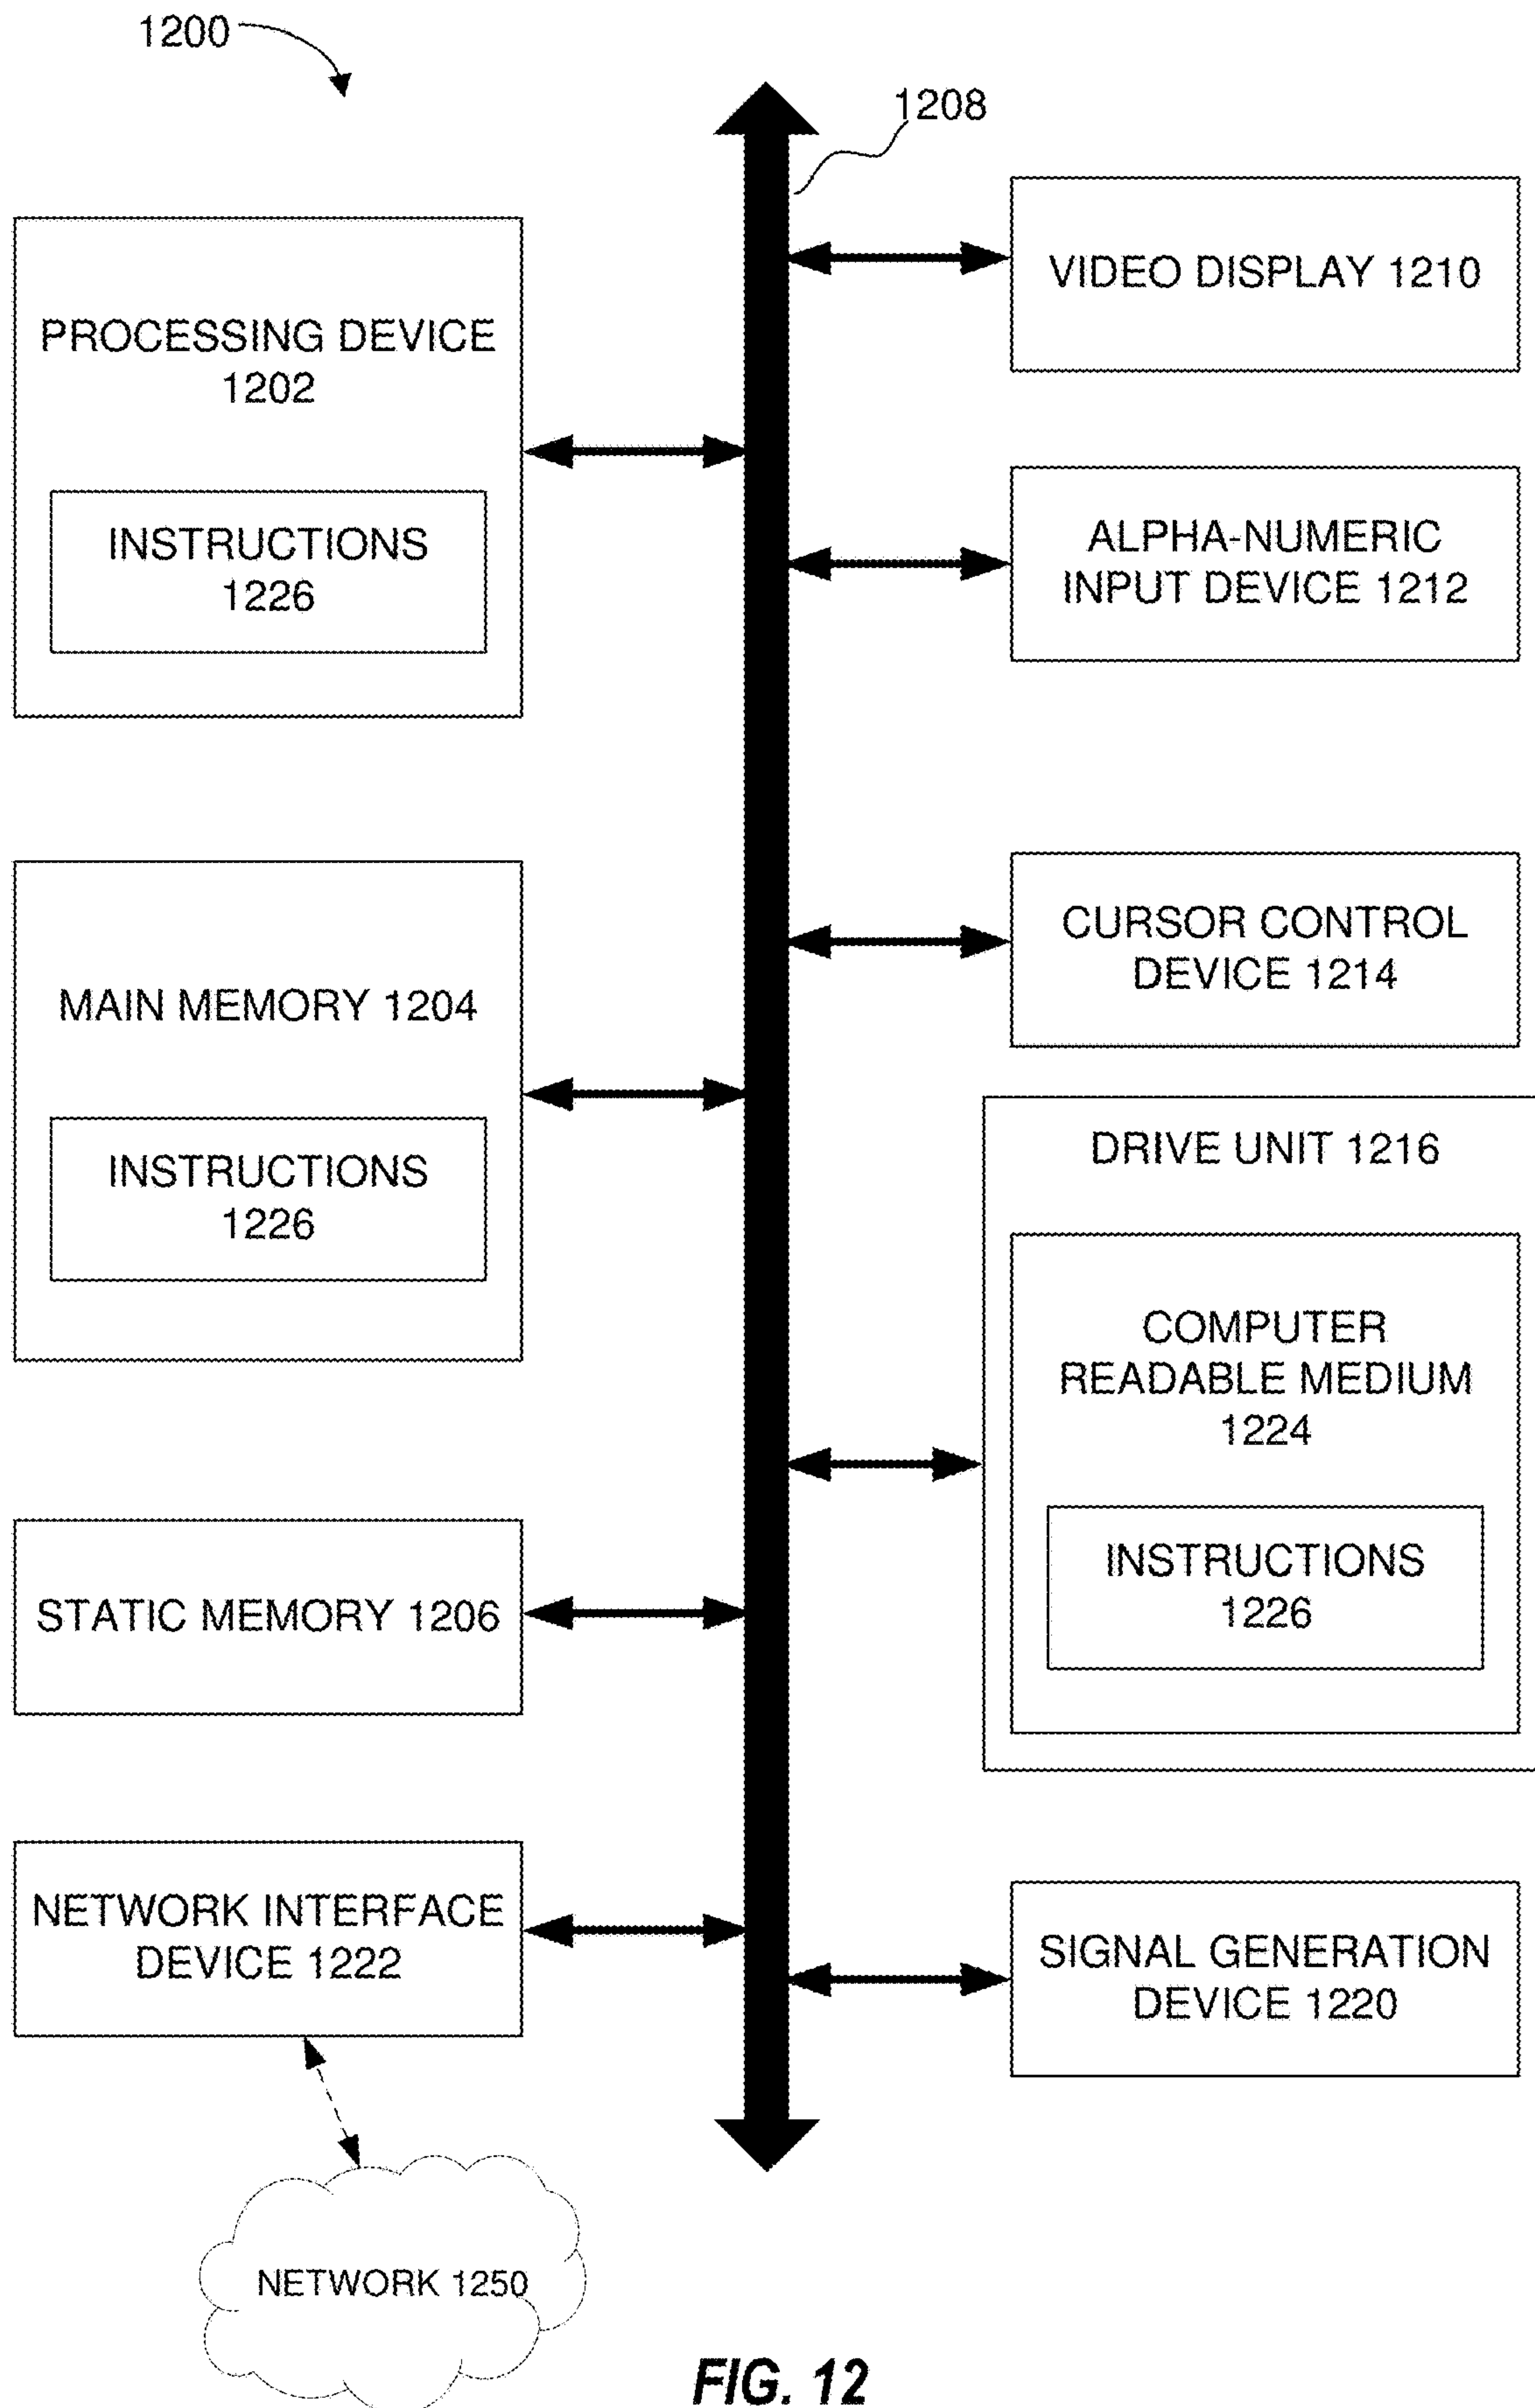 1200
1208
PROCESSING DEVICE
1202
INSTRUCTIONS
1226
MAIN MEMORY 1204
INSTRUCTIONS
1226
STATIC MEMORY 1206
NETWORK INTERFACE
DEVICE 1222
NETWORK 1250
VIDEO DISPLAY 1210
ALPHA-NUMERIC
INPUT DEVICE 1212
CURSOR CONTROL
DEVICE 1214
DRIVE UNIT 1216
COMPUTER
READABLE MEDIUM
1224
INSTRUCTIONS
1226
SIGNAL GENERATION
DEVICE 1220
FIG. 12